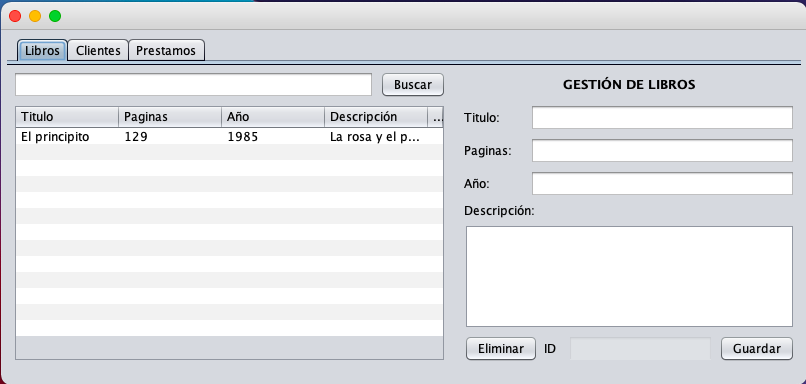 Libros Clientes Prestamos
Buscar
Titulo Paginas Año Descripción ...
El principito 129 1985 La rosa y el p...
GESTIÓN DE LIBROS
Titulo:
Paginas:
Año:
Descripción:
Eliminar ID Guardar